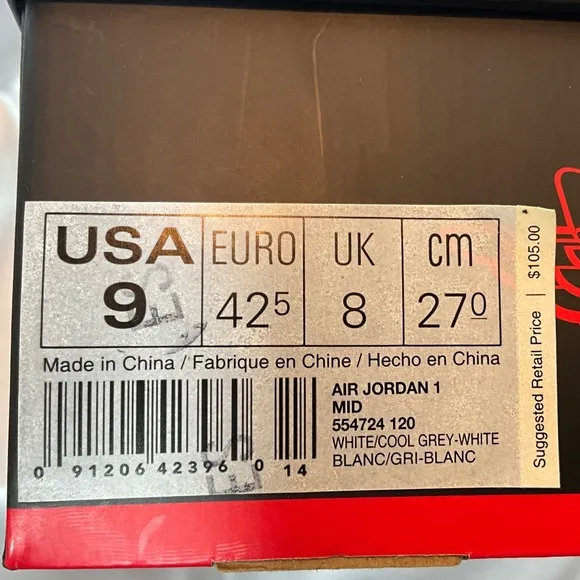 USA EURO UK cm
9 42 5 8 27 0
Made in China / Fabrique en Chine / Hecho en China
AIR JORDAN 1
MID
554724 120
WHITE/COOL GREY-WHITE
BLANC/GRI-BLANC
0 91206 42396 0 14
Suggested Retail Price | $105.00